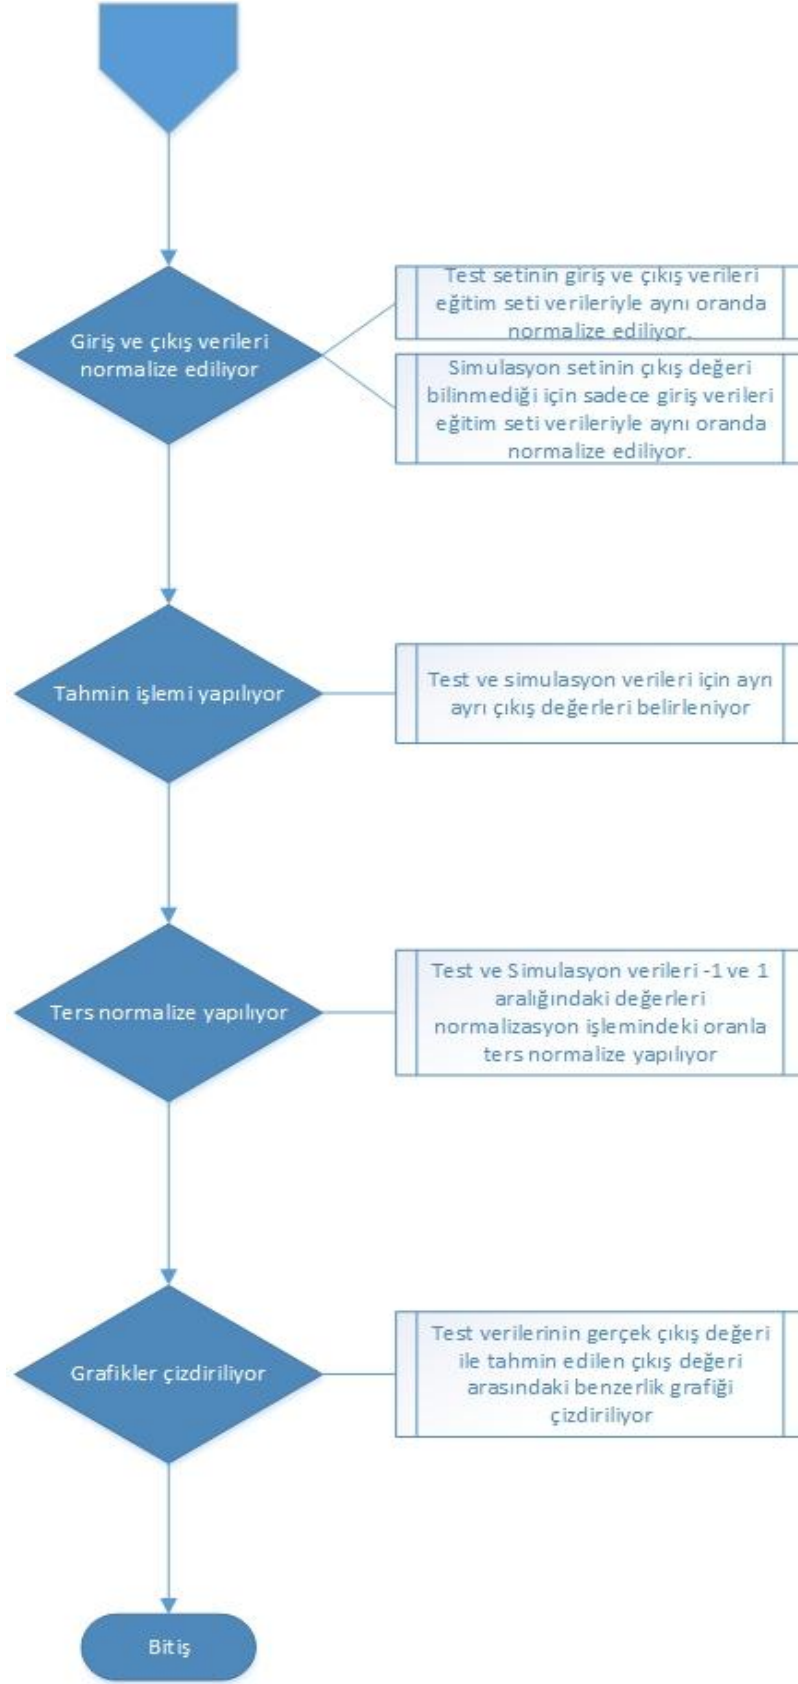 Giriş ve çıkış verileri
normalize ediliyor
Test setinin giriş ve çıkış verileri
eğitim seti verileriyle aynı oranda
normalize ediliyor.
Simulasyon setinin çıkış değeri
bilinmediği için sadece giriş verileri
eğitim seti verileriyle aynı oranda
normalize ediliyor.
Tahmin işlemi yapılıyor
Test ve simulasyon verileri için ayrı
ayrı çıkış değerleri belirleniyor
Ters normalize yapılıyor
Test ve Simulasyon verileri -1 ve 1
aralığındaki değerleri
normalizasyon işlemindeki oranla
ters normalize yapılıyor
Grafikler çizdiriliyor
Test verilerinin gerçek çıkış değeri
ile tahmin edilen çıkış değeri
arasındaki benzerlik grafiği
çizdiriliyor
Bitiş